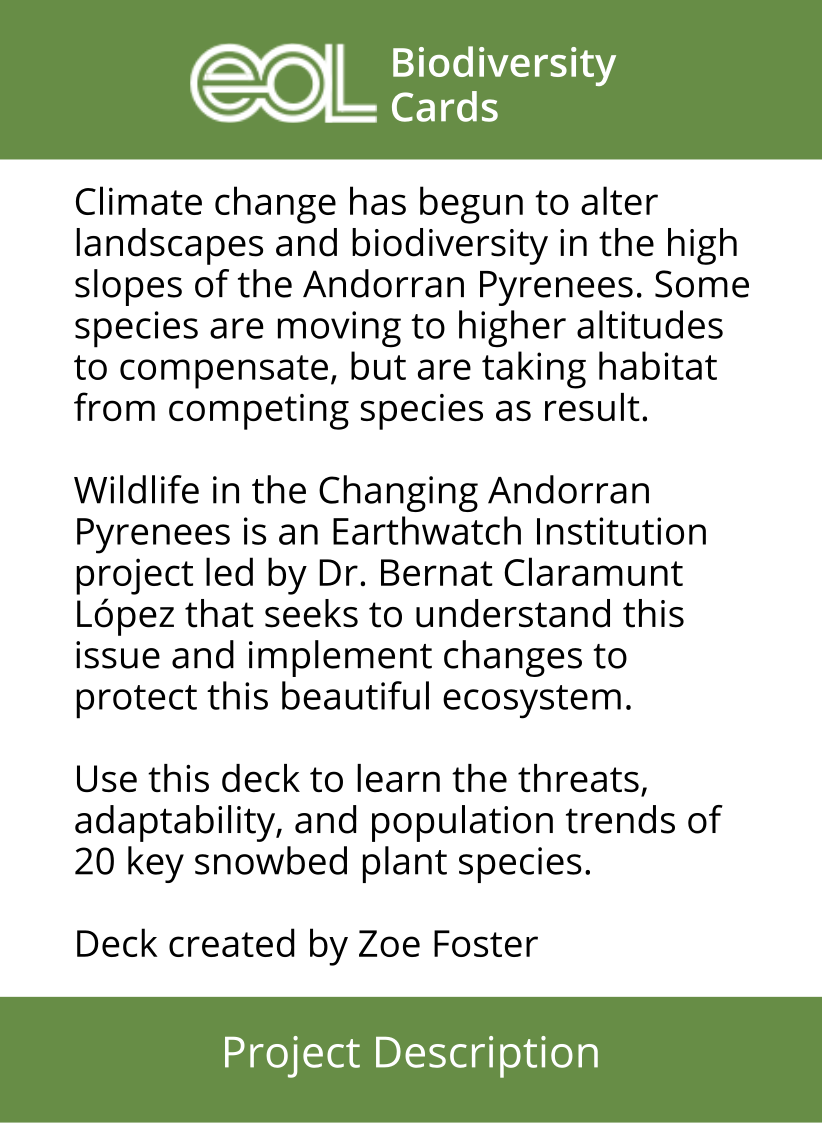 eol Biodiversity
Cards
Climate change has begun to alter
landscapes and biodiversity in the high
slopes of the Andorran Pyrenees. Some
species are moving to higher altitudes
to compensate, but are taking habitat
from competing species as result.
Wildlife in the Changing Andorran
Pyrenees is an Earthwatch Institution
project led by Dr. Bernat Claramunt
López that seeks to understand this
issue and implement changes to
protect this beautiful ecosystem.
Use this deck to learn the threats,
adaptability, and population trends of
20 key snowbed plant species.
Deck created by Zoe Foster
Project Description